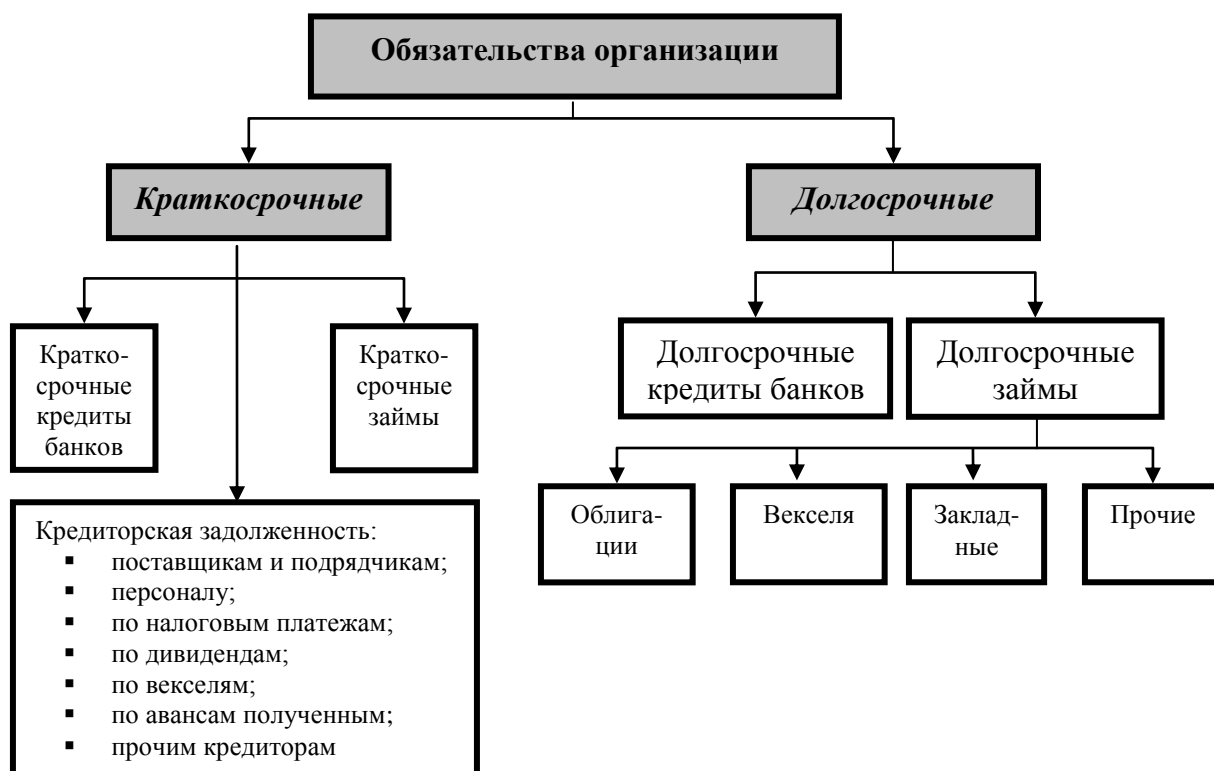 Обязательства организации
Краткосрочные
Долгосрочные
Кратко-
срочные
кредиты
банков
Кратко-
срочные
займы
Долгосрочные
кредиты банков
Долгосрочные
займы
Облига-
ции
Векселя
Заклад-
ные
Прочие
Кредиторская задолженность:
▪ поставщикам и подрядчикам;
▪ персоналу;
▪ по налоговым платежам;
▪ по дивидендам;
▪ по векселям;
▪ по авансам полученным;
▪ прочим кредиторам